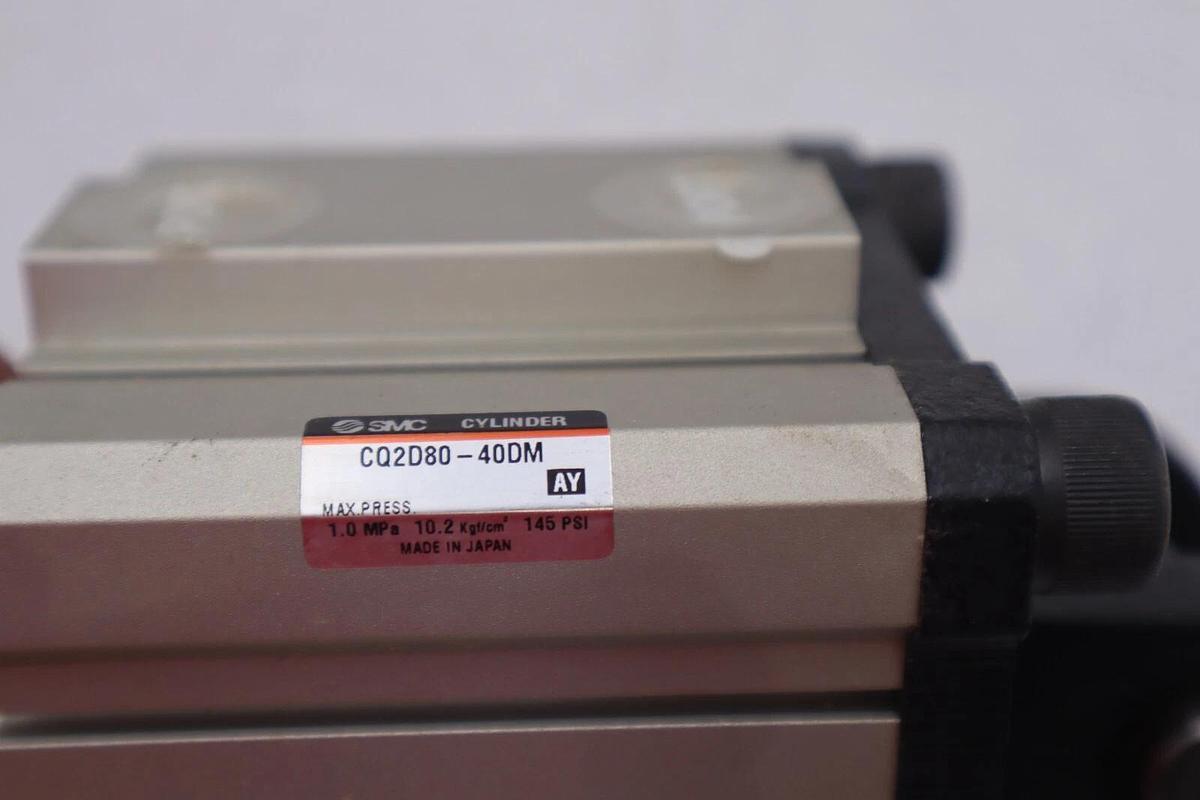 SMC CYLINDER
CQ2D80-40DM
AY
MAX.PRESS.
1.0 MPa 10.2 Kgf/cm² 145 PSI
MADE IN JAPAN